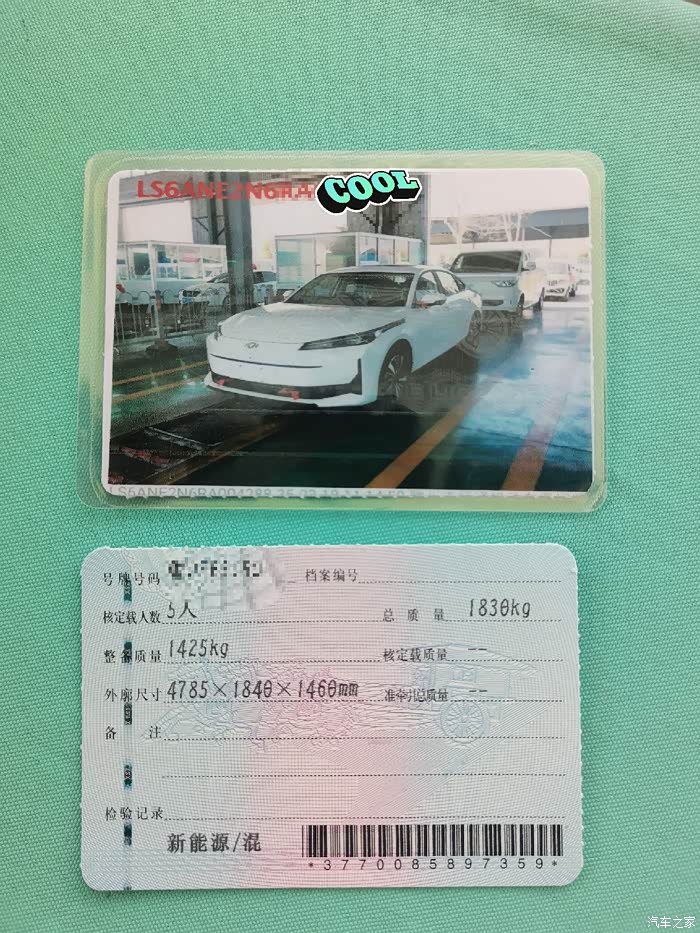 LS6ANE2N6
COOL
号牌号码 档案编号
核定载人数 5人 总质量 1830kg
整备质量 1425kg 核定载质量 --
外廓尺寸 4785×1840×1460mm 准牵引总质量 --
备注
检验记录
新能源/混
*3770085897359*
汽车之家